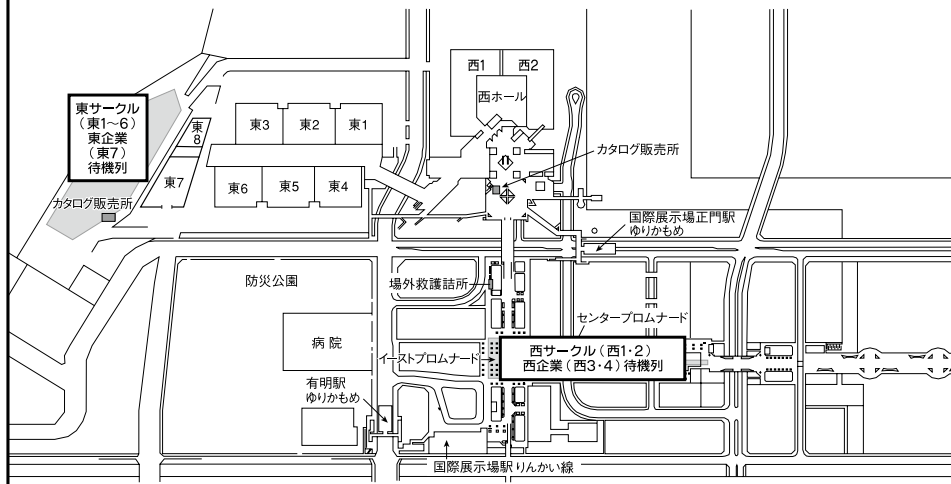 西1
西2
西ホール
東サークル
（東1～6）
東企業
（東7）
待機列
東8
東3
東2
東1
カタログ販売所
東7
東6
東5
東4
カタログ販売所
国際展示場正門駅
ゆりかもめ
防災公園
場外救護詰所
センタープロムナード
病院
イーストプロムナード
西サークル（西1・2）
西企業（西3・4）待機列
有明駅
ゆりかもめ
国際展示場駅りんかい線